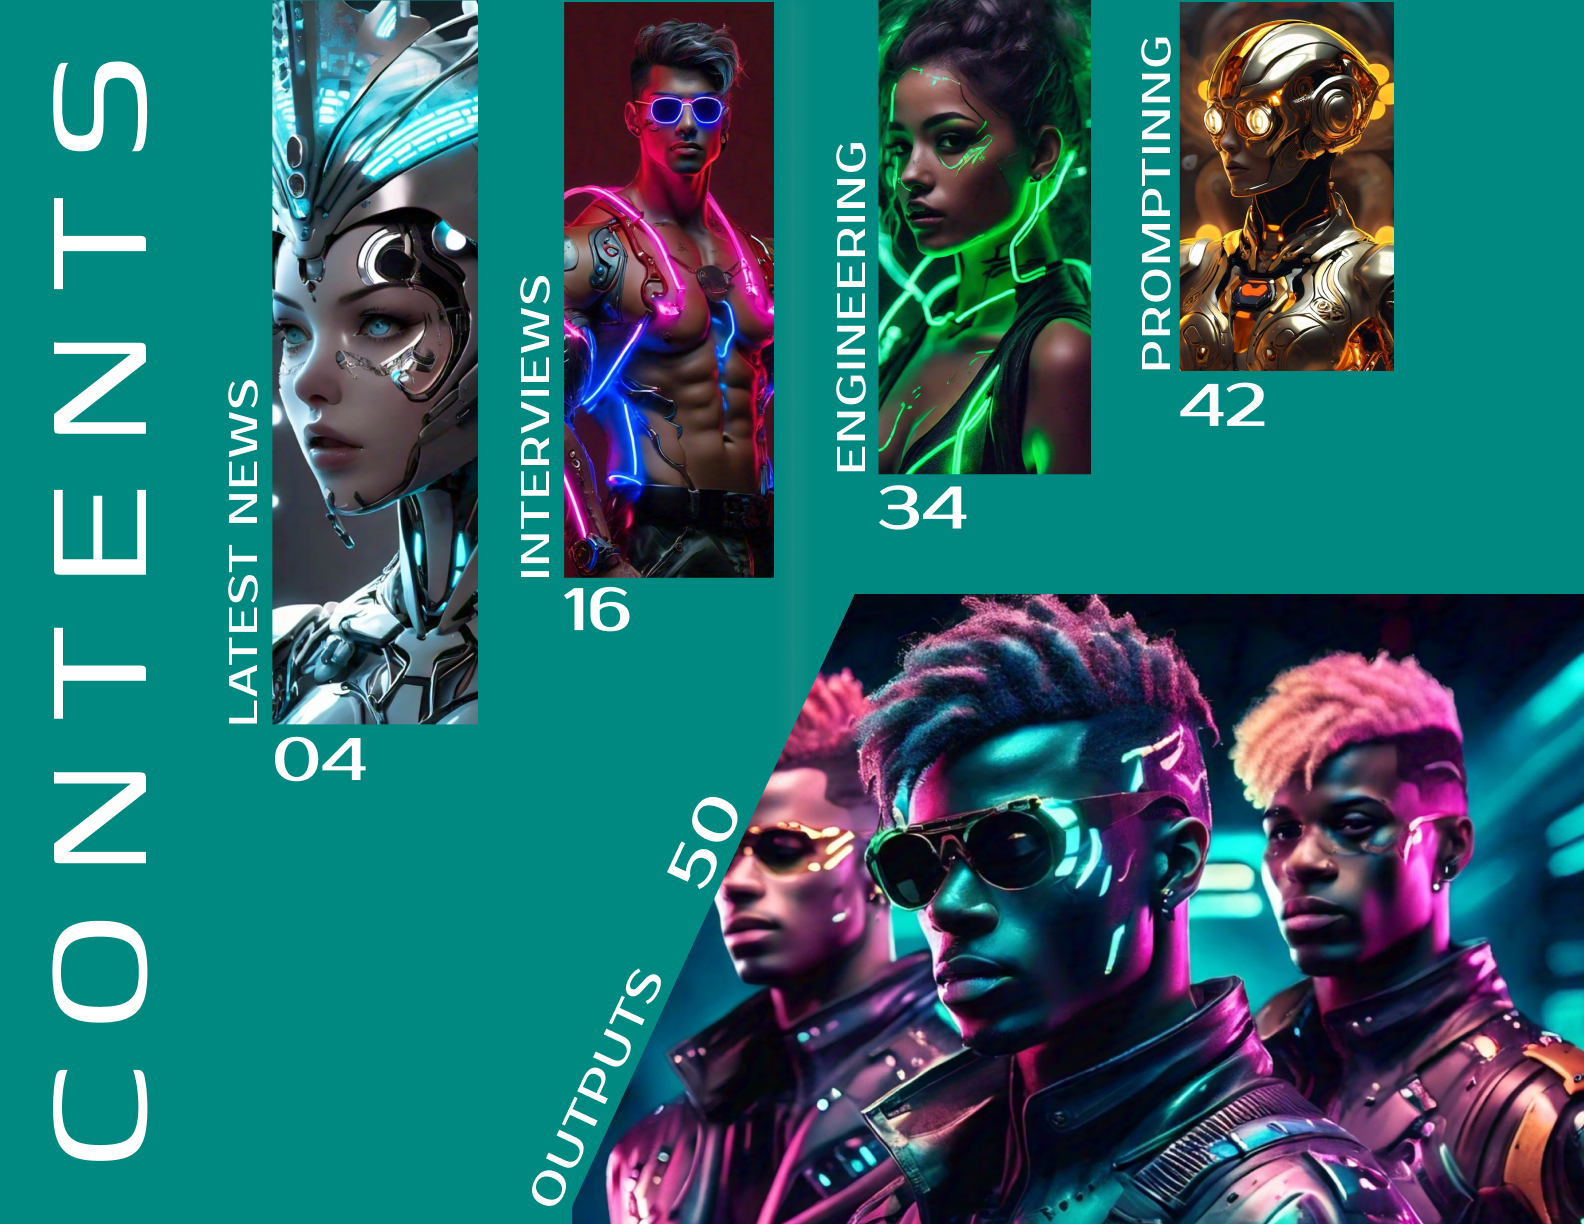 CONTENTS
LATEST NEWS
04
INTERVIEWS
16
ENGINEERING
34
PROMPTINNG
42
OUTPUTS
50